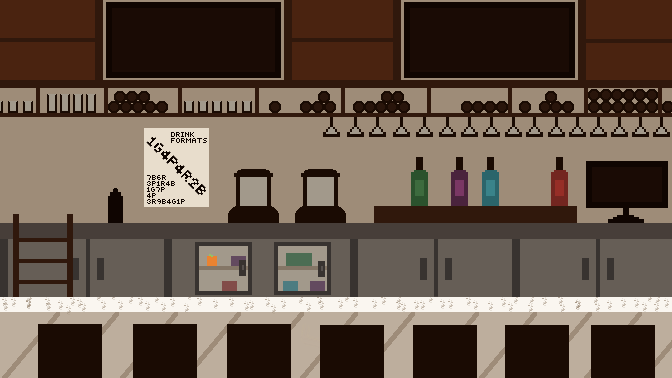 DRINK
FORMATS
1G4P4R2B
7B6R
3P1R4B
1G7P
4P
3R9B4G1P